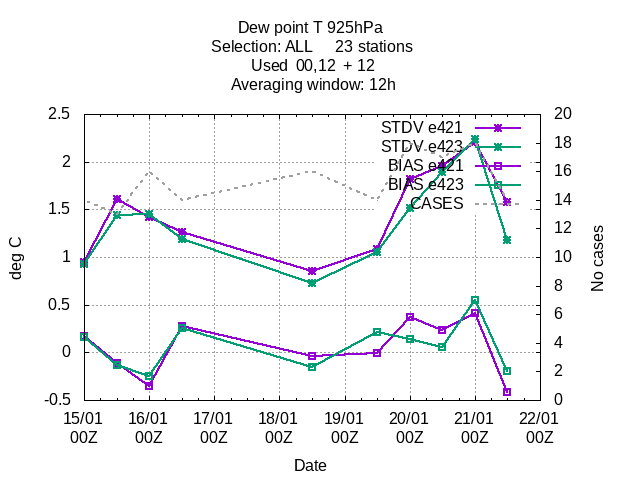 Dew point T 925hPa
Selection: ALL 23 stations
Used 00,12 + 12
Averaging window: 12h
STDV e421
STDV e423
BIAS e421
BIAS e423
CASES
2.5
2
1.5
1
0.5
0
-0.5
deg C
20
18
16
14
12
10
8
6
4
2
0
No cases
15/01 16/01 17/01 18/01 19/01 20/01 21/01 22/01
00Z 00Z 00Z 00Z 00Z 00Z 00Z 00Z
Date